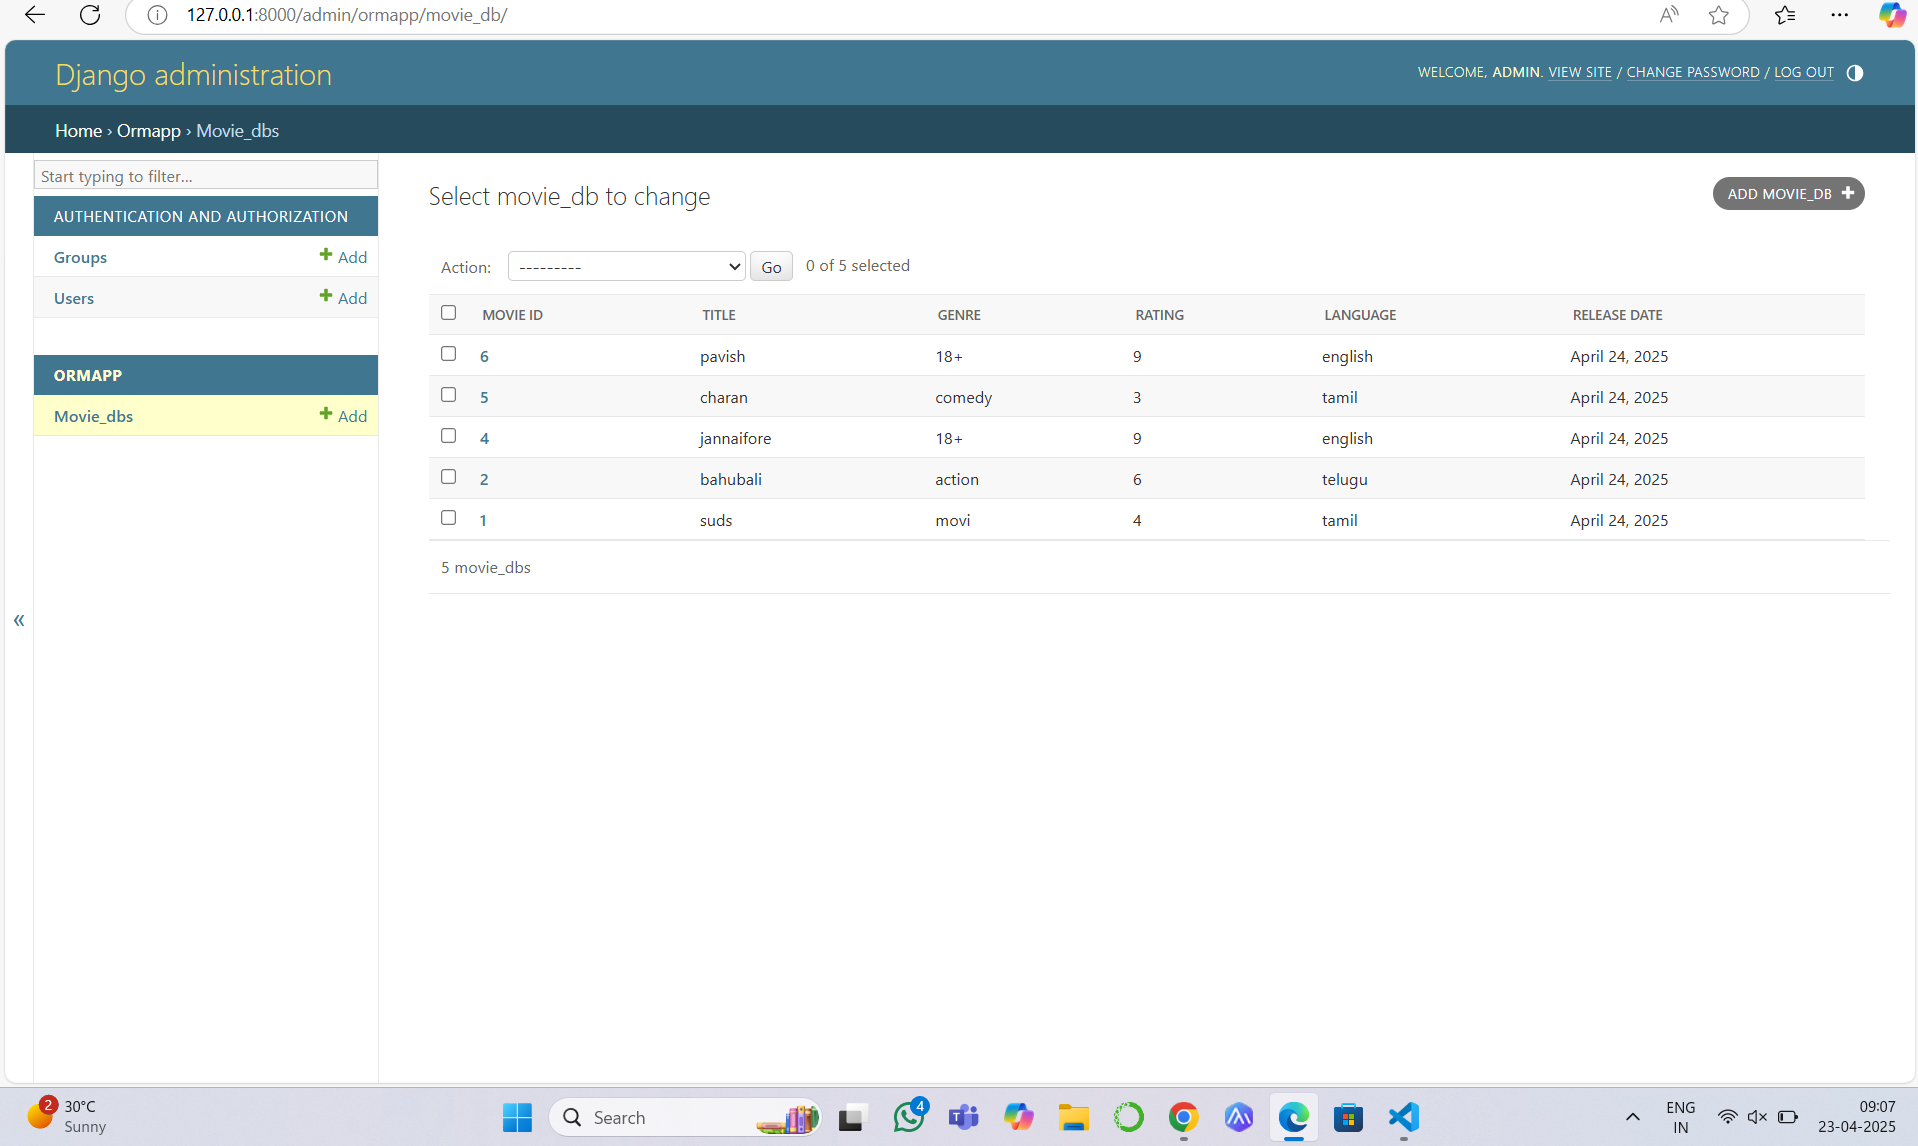 127.0.0.1:8000/admin/ormapp/movie_db/
Django administration
WELCOME, ADMIN. VIEW SITE / CHANGE PASSWORD / LOG OUT
Home › Ormapp › Movie_dbs
Start typing to filter...
AUTHENTICATION AND AUTHORIZATION
Groups + Add
Users + Add
ORMAPP
Movie_dbs + Add
«
Select movie_db to change
ADD MOVIE_DB +
Action: --------- Go 0 of 5 selected
MOVIE ID TITLE GENRE RATING LANGUAGE RELEASE DATE
6 pavish 18+ 9 english April 24, 2025
5 charan comedy 3 tamil April 24, 2025
4 jannaifore 18+ 9 english April 24, 2025
2 bahubali action 6 telugu April 24, 2025
1 suds movi 4 tamil April 24, 2025
5 movie_dbs
2
30°C
Sunny
Search
4
ENG
IN
09:07
23-04-2025